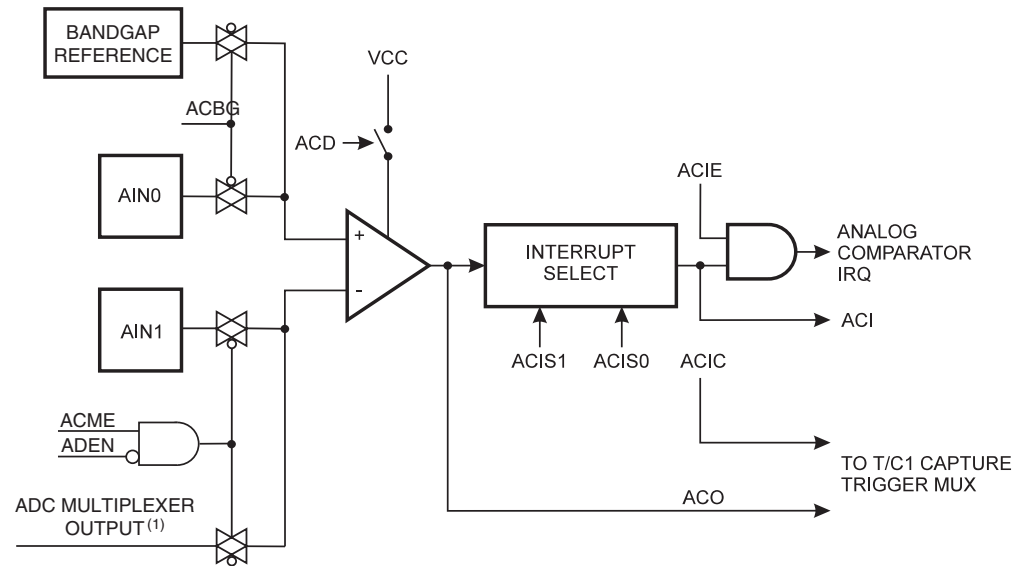 BANDGAP
REFERENCE
VCC
ACBG
ACD
AIN0
ACIE
+
INTERRUPT
SELECT
ANALOG
COMPARATOR
IRQ
-
AIN1
ACI
ACIS1
ACIS0
ACIC
ACME
ADEN
TO T/C1 CAPTURE
TRIGGER MUX
ADC MULTIPLEXER
OUTPUT (1)
ACO